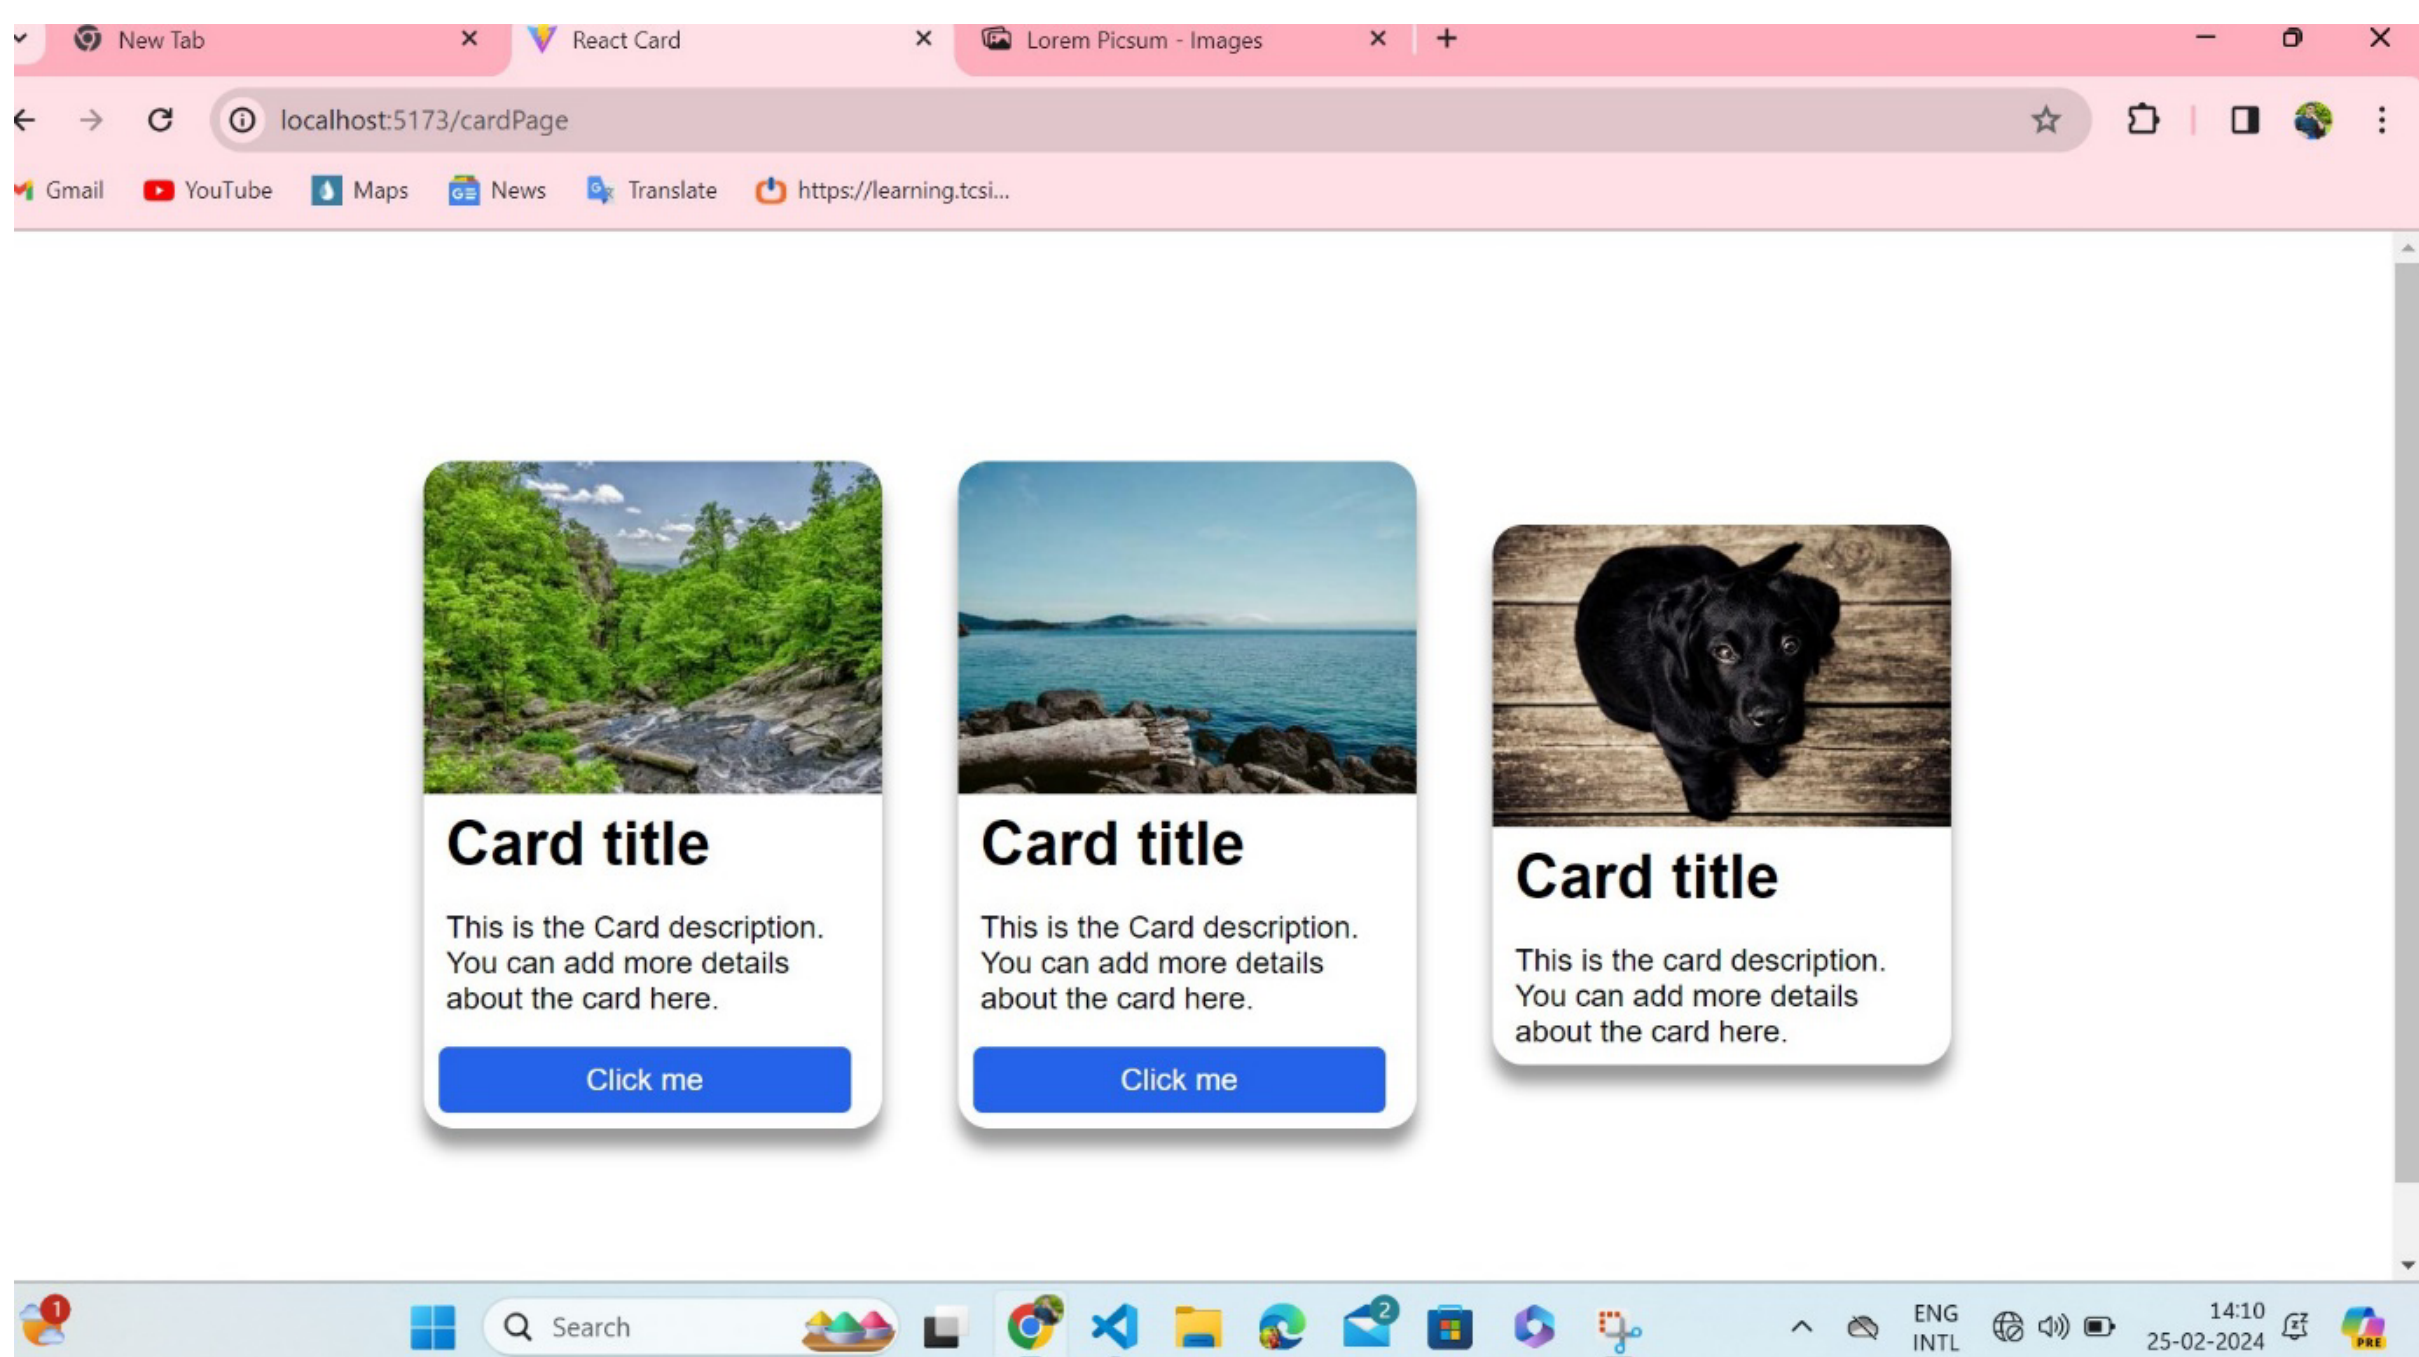 New Tab
React Card
Lorem Picsum - Images
localhost:5173/cardPage
Gmail
YouTube
Maps
GE News
Translate
https://learning.tcsi...
Card title
This is the Card description.
You can add more details
about the card here.
Click me
Card title
This is the Card description.
You can add more details
about the card here.
Click me
Card title
This is the card description.
You can add more details
about the card here.
1
Search
2
ENG
INTL
14:10
25-02-2024
PRE